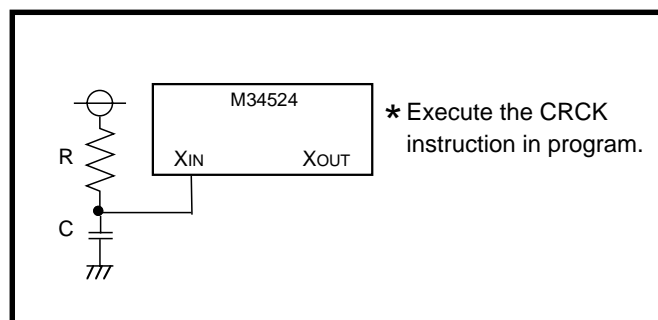 M34524
* Execute the CRCK
instruction in program.
R
XIN
XOUT
C